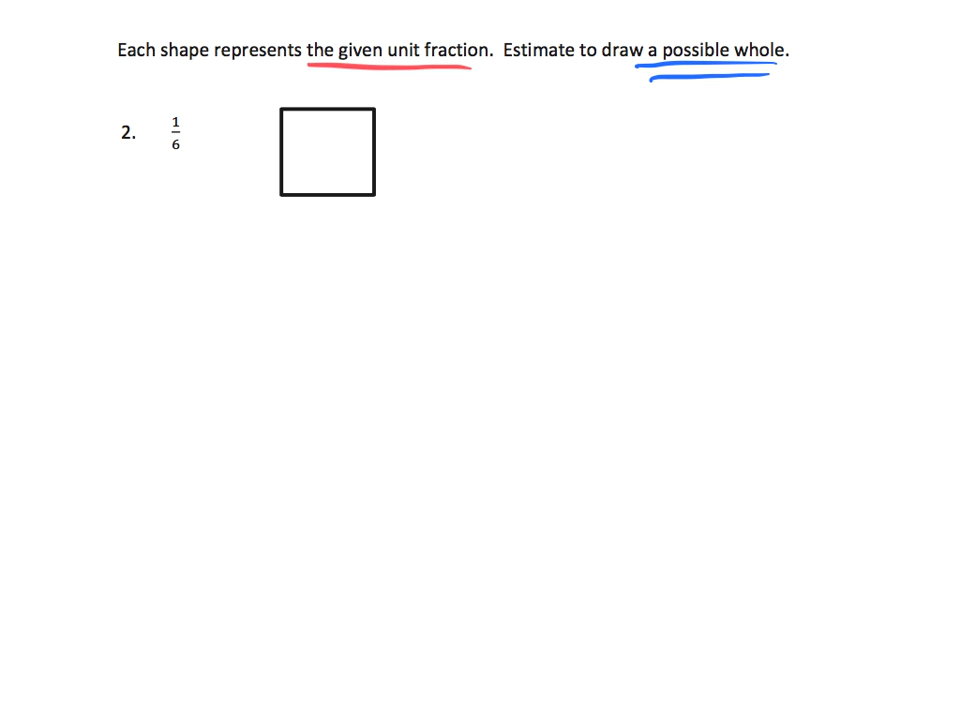 Each shape represents the given unit fraction. Estimate to draw a possible whole.
2. 1/6